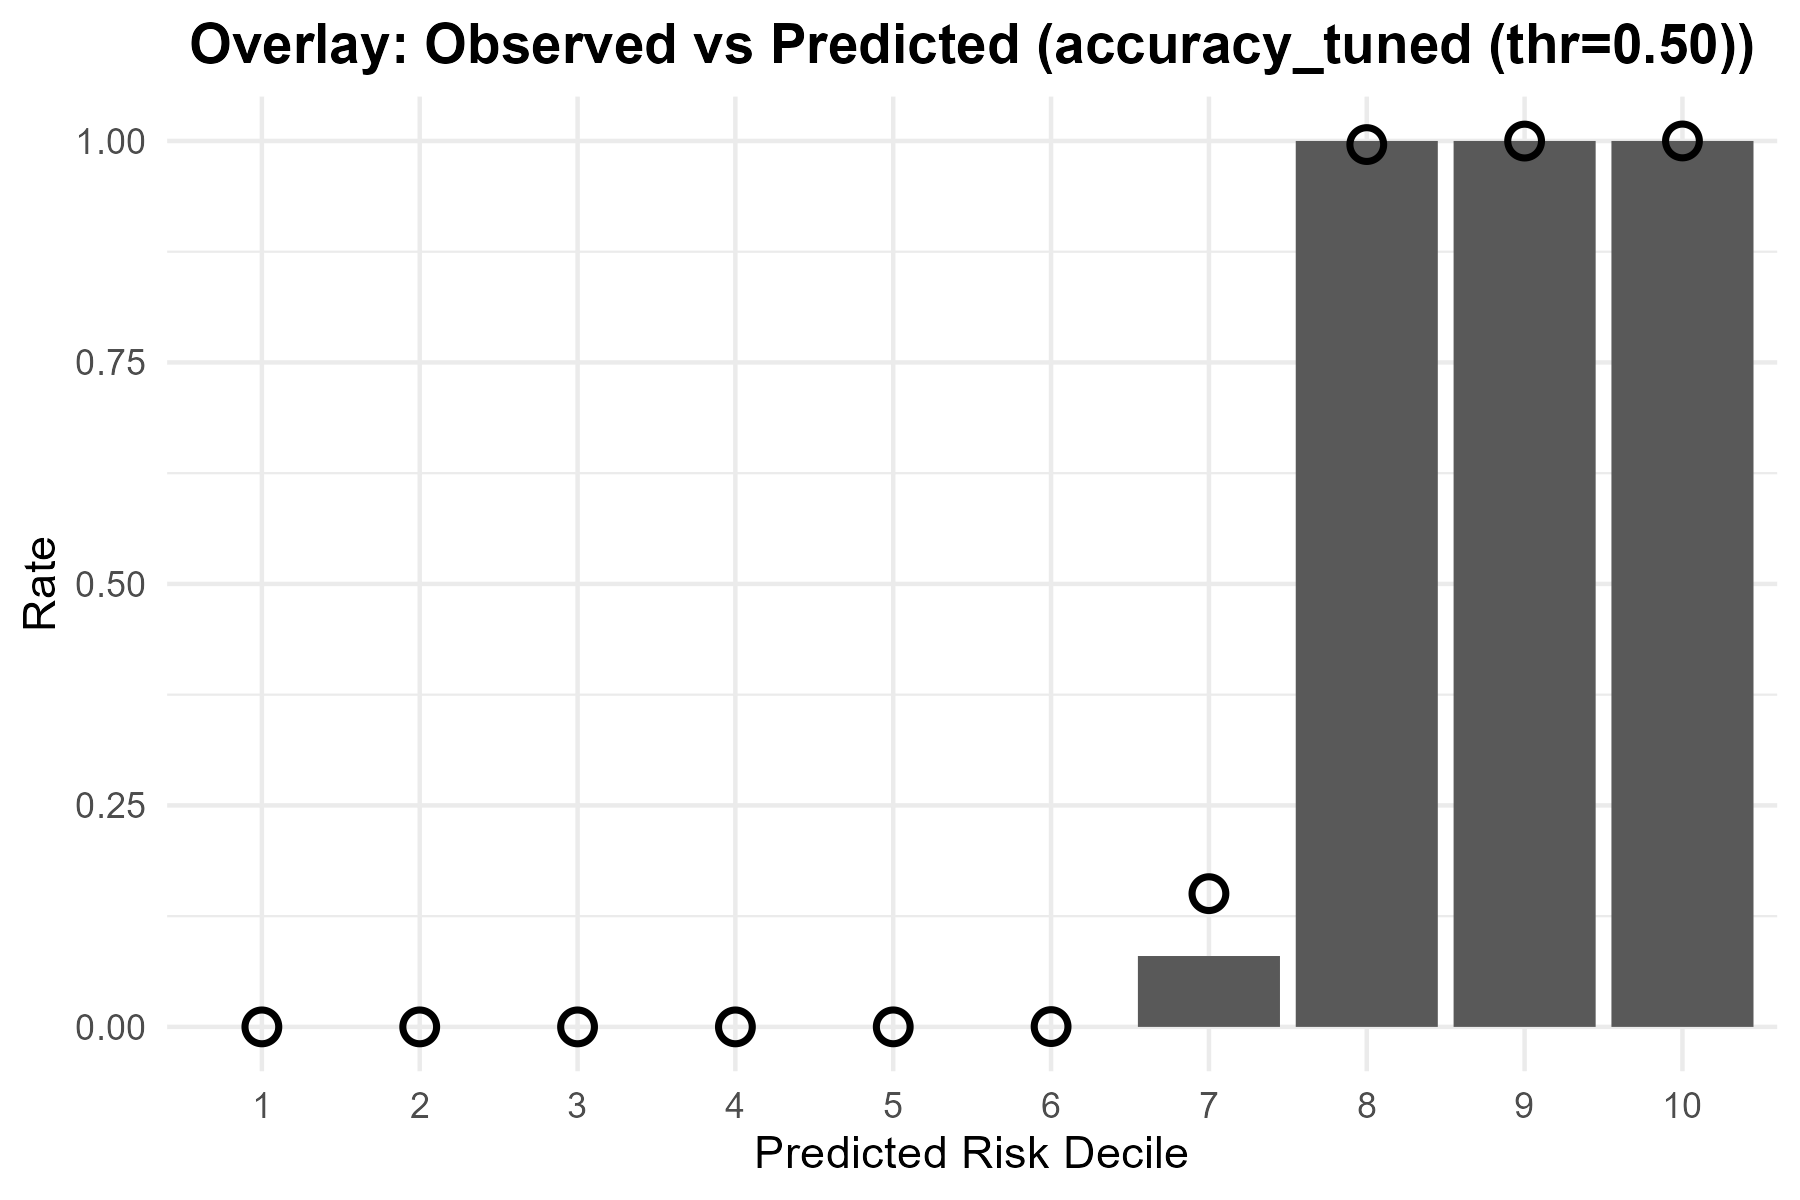 Overlay: Observed vs Predicted (accuracy_tuned (thr=0.50))
Rate
1.00
0.75
0.50
0.25
0.00
1 2 3 4 5 6 7 8 9 10
Predicted Risk Decile